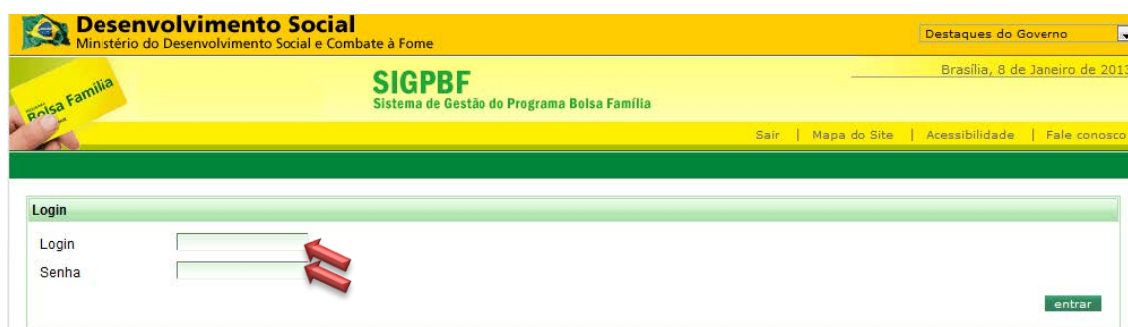 Desenvolvimento Social
Ministério do Desenvolvimento Social e Combate à Fome
Destaques do Governo
Brasília, 8 de Janeiro de 2013
Bolsa Família
SIGPBF
Sistema de Gestão do Programa Bolsa Família
Sair | Mapa do Site | Acessibilidade | Fale conosco
Login
Login
Senha
entrar